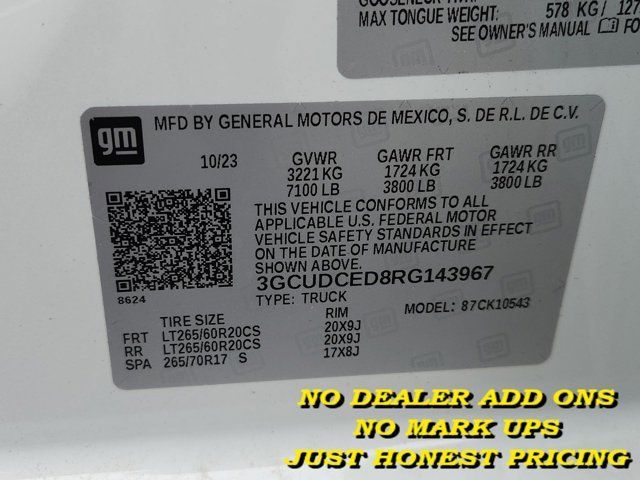 MAX TONGUE WEIGHT: 578 KG/
SEE OWNER'S MANUAL
gm
MFD BY GENERAL MOTORS DE MEXICO, S. DE R.L. DE C.V.
10/23 GVWR GAWR FRT GAWR RR
3221 KG 1724 KG 1724 KG
7100 LB 3800 LB 3800 LB
THIS VEHICLE CONFORMS TO ALL
APPLICABLE U.S. FEDERAL MOTOR
VEHICLE SAFETY STANDARDS IN EFFECT
ON THE DATE OF MANUFACTURE
SHOWN ABOVE.
8624 3GCUDCED8RG143967
TYPE: TRUCK MODEL: 87CK10543
TIRE SIZE RIM
FRT LT265/60R20CS 20X9J
RR LT265/60R20CS 20X9J
SPA 265/70R17 S 17X8J
NO DEALER ADD ONS
NO MARK UPS
JUST HONEST PRICING